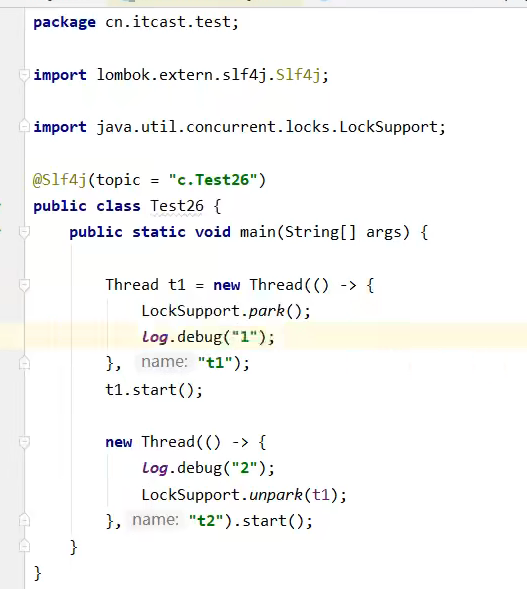 package cn.itcast.test;
import lombok.extern.slf4j.Slf4j;
import java.util.concurrent.locks.LockSupport;
@Slf4j(topic = "c.Test26")
public class Test26 {
public static void main(String[] args) {
Thread t1 = new Thread(() -> {
LockSupport.park();
log.debug("1");
}, name: "t1");
t1.start();
new Thread(() -> {
log.debug("2");
LockSupport.unpark(t1);
}, name: "t2").start();
}
}